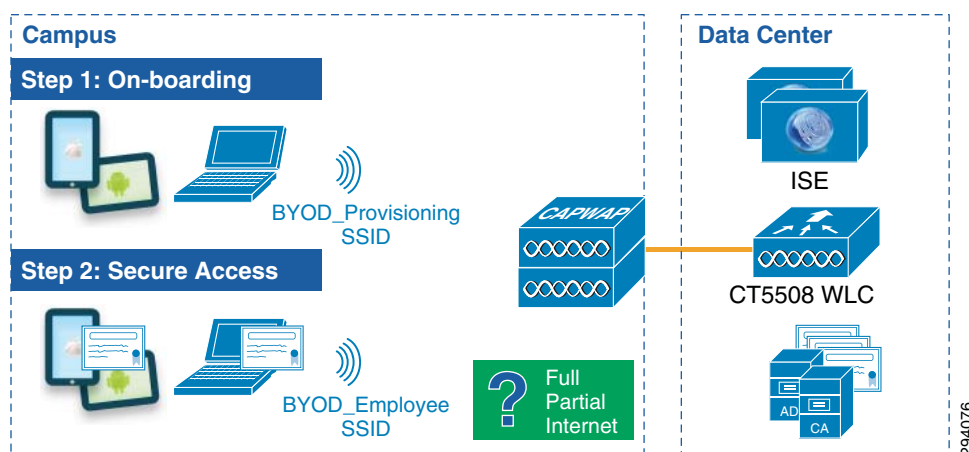 Campus
Step 1: On-boarding
BYOD_Provisioning
SSID
Step 2: Secure Access
BYOD_Employee
SSID
CAPWAP
?
Full
Partial
Internet
Data Center
ISE
CT5508 WLC
AD
CA
294076